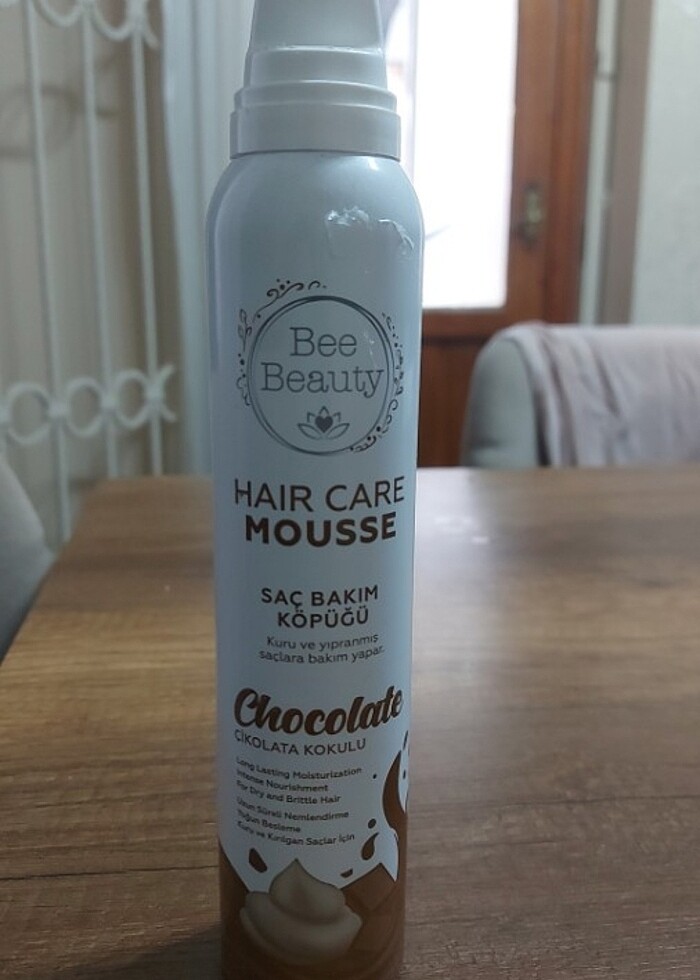 Bee
Beauty
HAIR CARE
MOUSSE
SAÇ BAKIM
KÖPÜĞÜ
Kuru ve yıpranmış
saçlara bakım yapar.
Chocolate
ÇİKOLATA KOKULU
Long Lasting Moisturization
Intense Nourishment
For Dry and Brittle Hair
Uzun Süreli Nemlendirme
Yoğun Besleme
Kuru ve Kırılgan Saçlar İçin